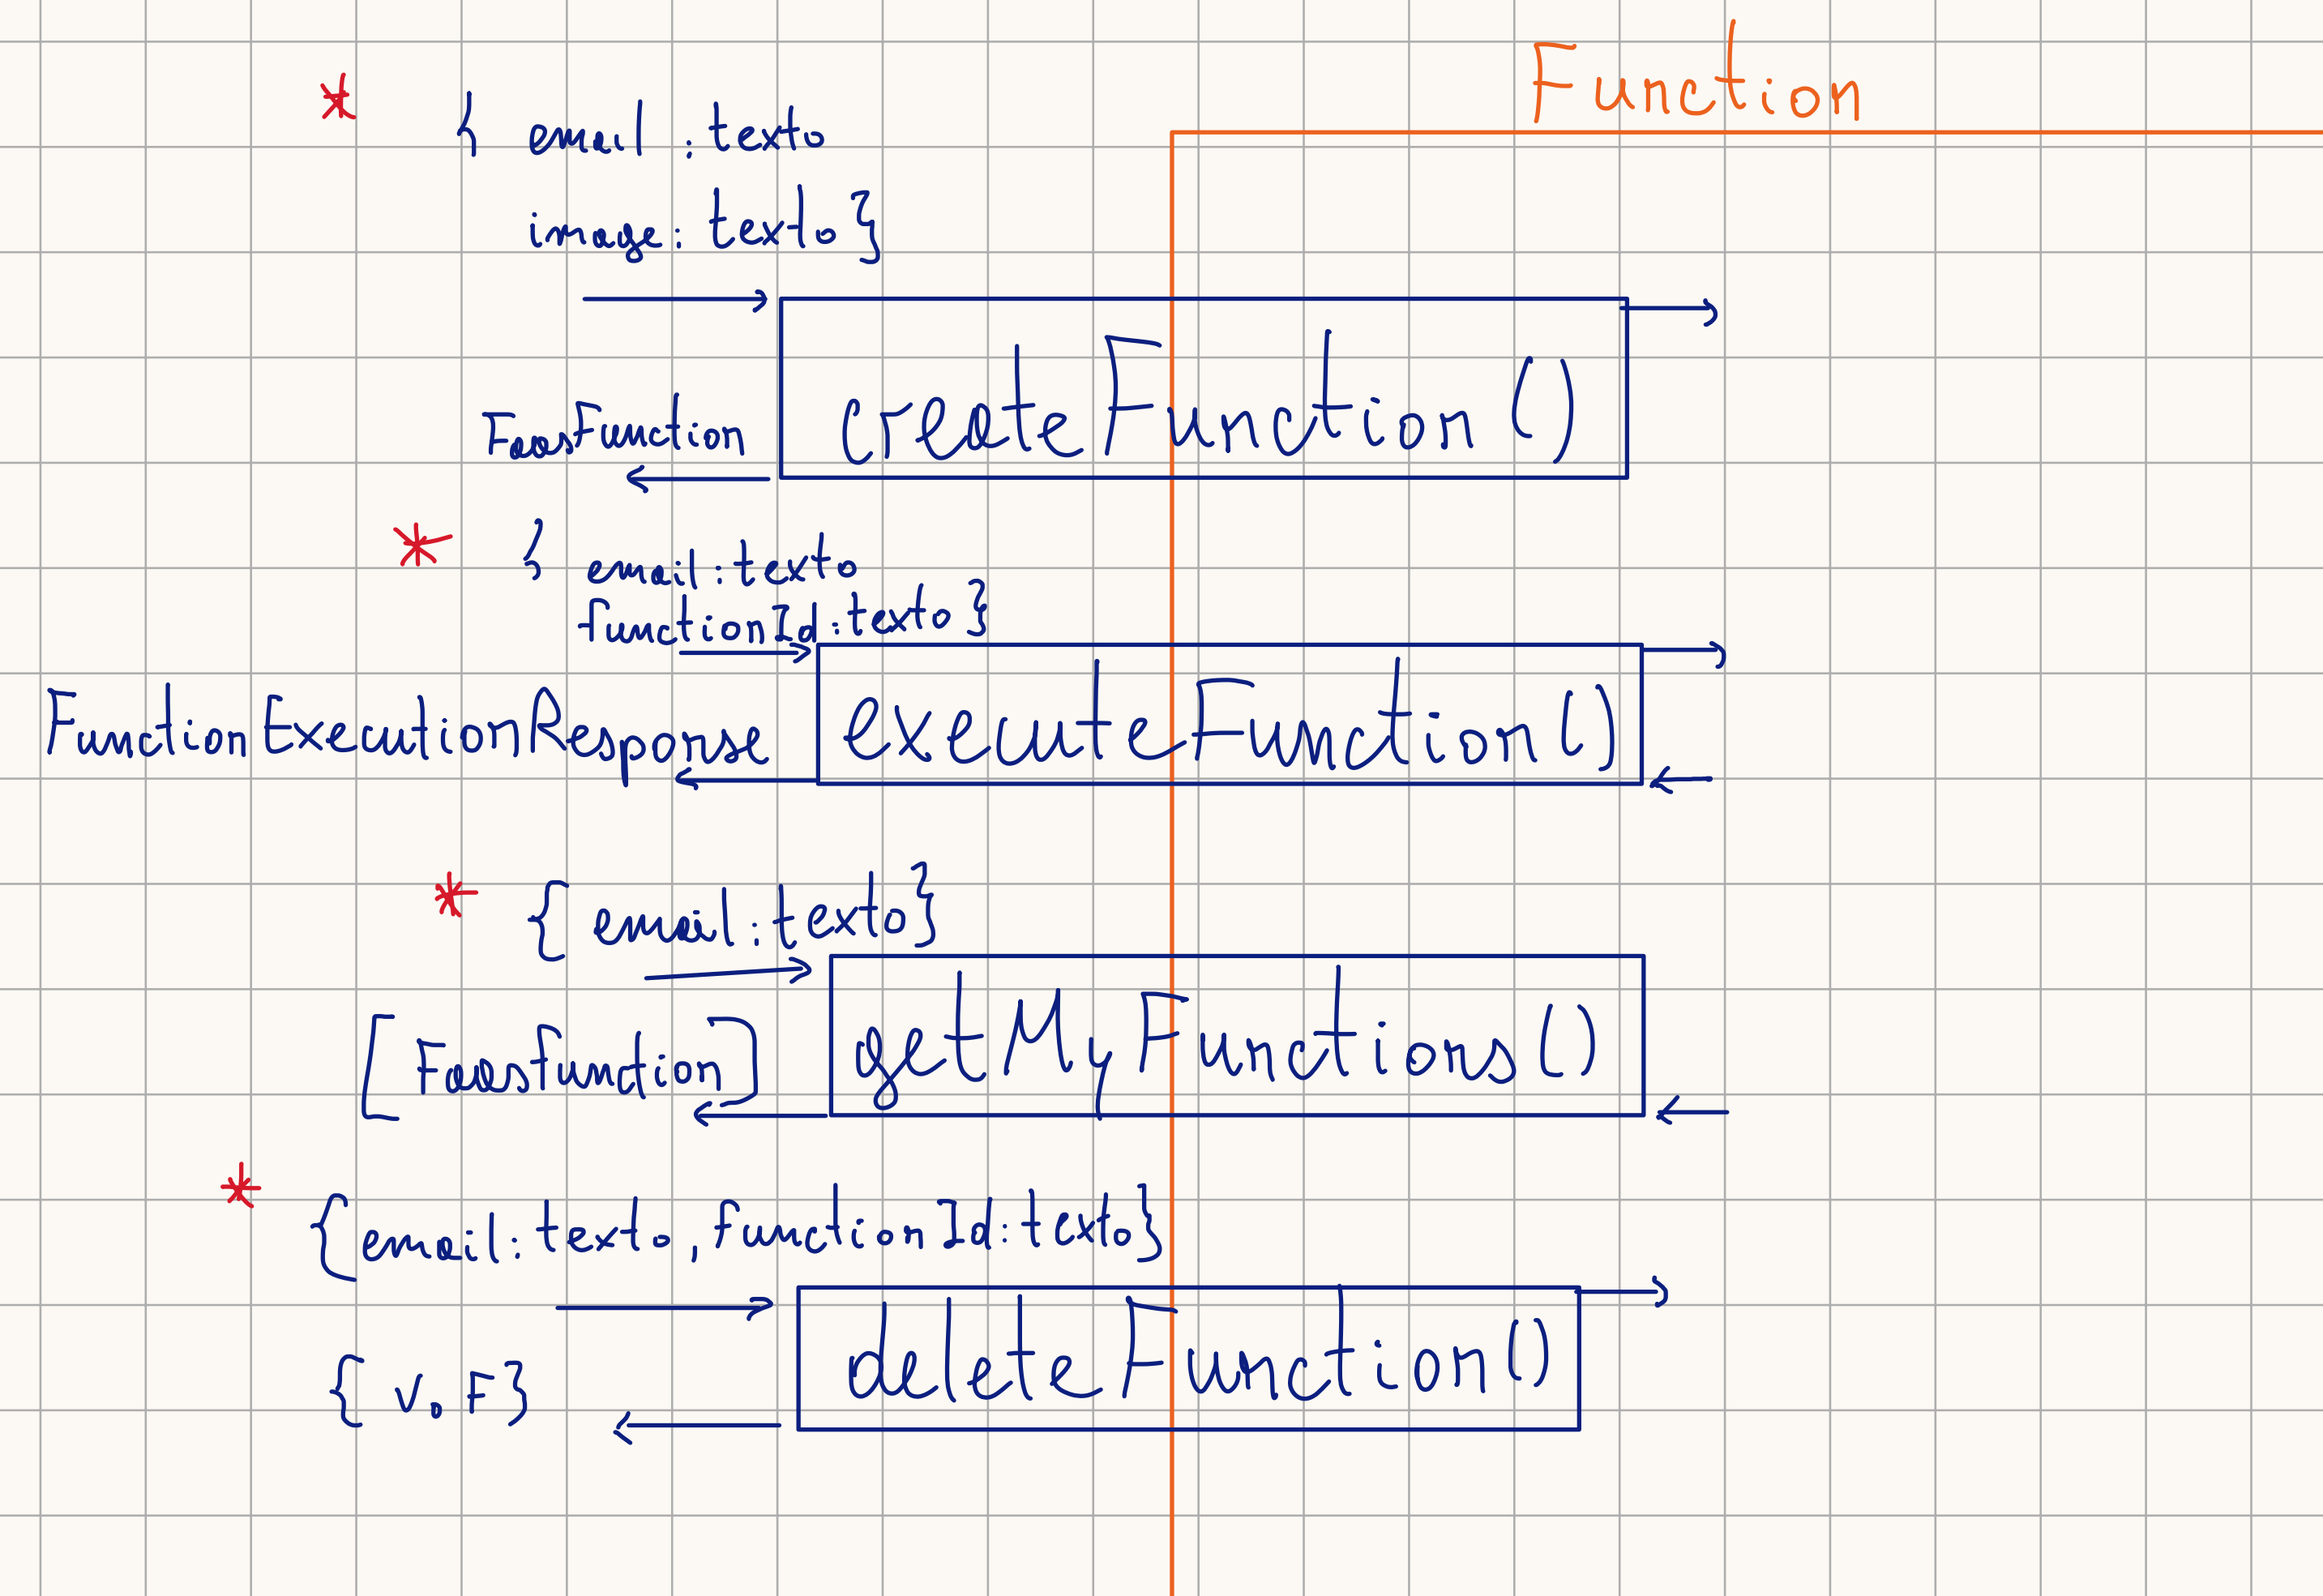 Function
* { email : texto
image : texto }
createFunction ()
FaasFunction
* { email : texto
functionId : texto }
executeFunction ()
FunctionExecutionResponse
* { email : texto }
getMyFunctions ()
[ FaasFunction ]
* { email : texto , functionId : texto }
deleteFunction ()
{ V o F }